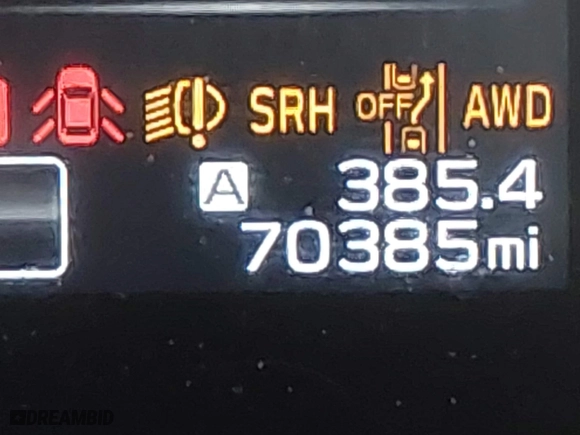 SRH OFF AWD
A 385.4
70385mi
DREAMBID